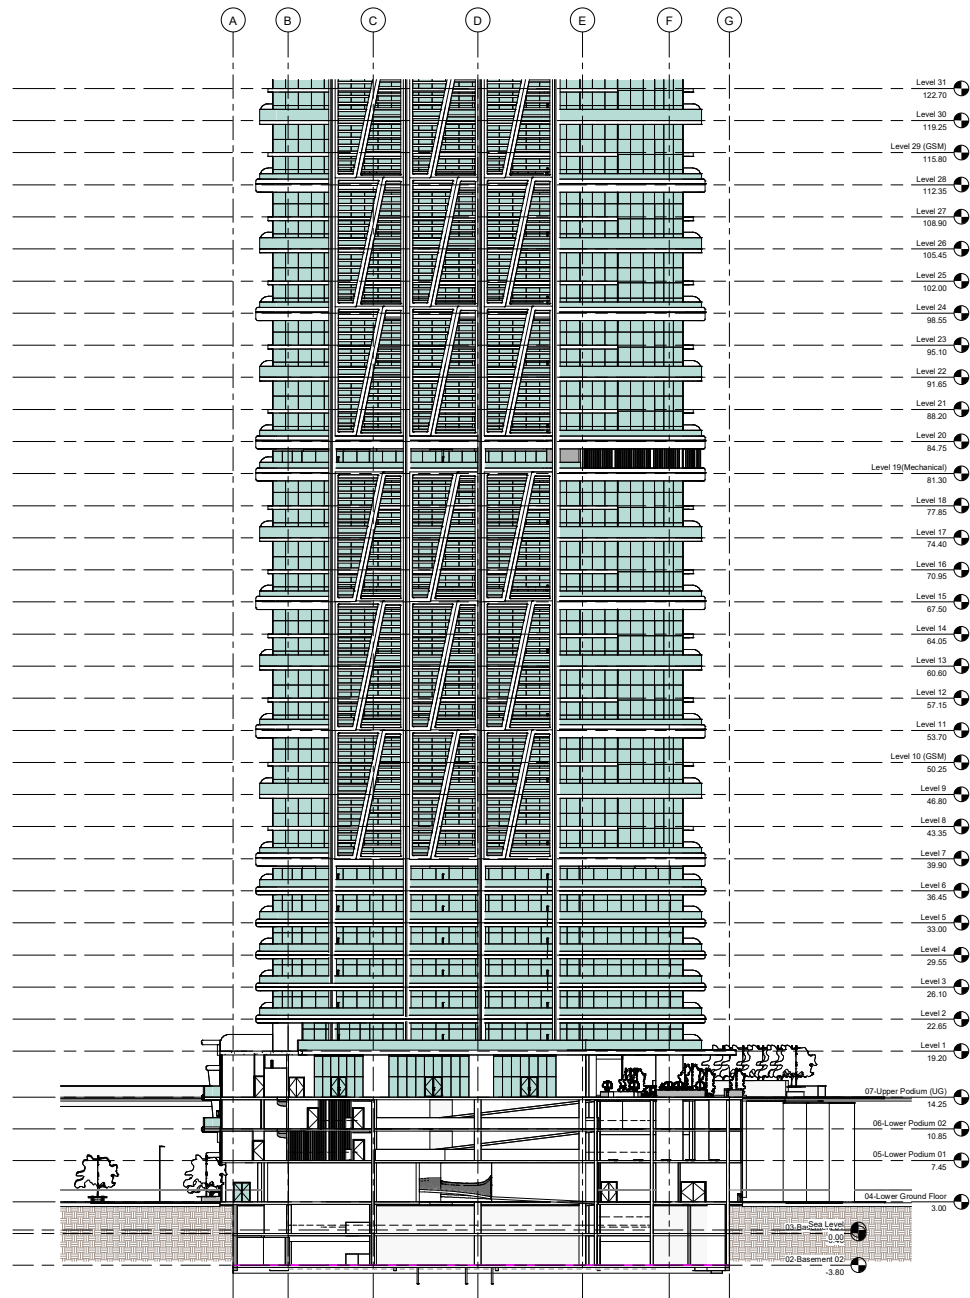 A B C D E F G
Level 31
122.70
Level 30
119.25
Level 29 (GSM)
115.80
Level 28
112.35
Level 27
108.90
Level 26
105.45
Level 25
102.00
Level 24
98.55
Level 23
95.10
Level 22
91.65
Level 21
88.20
Level 20
84.75
Level 19(Mechanical)
81.30
Level 18
77.85
Level 17
74.40
Level 16
70.95
Level 15
67.50
Level 14
64.05
Level 13
60.60
Level 12
57.15
Level 11
53.70
Level 10 (GSM)
50.25
Level 9
46.80
Level 8
43.35
Level 7
39.90
Level 6
36.45
Level 5
33.00
Level 4
29.55
Level 3
26.10
Level 2
22.65
Level 1
19.20
07-Upper Podium (UG)
14.25
06-Lower Podium 02
10.85
05-Lower Podium 01
7.45
04-Lower Ground Floor
3.00
Sea Level
0.00
02-Basement 02
-3.80